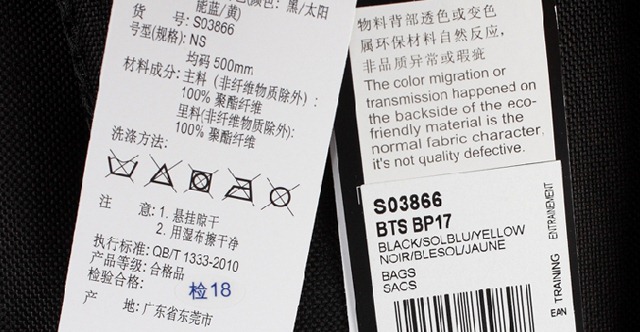 (颜色: 黑/太阳
能蓝/黄)
货 号: S03866
号型(规格): NS
均码 500mm
材料成分: 主料(非纤维物质除外):
100% 聚酯纤维
里料(非纤维物质除外):
100% 聚酯纤维
洗涤方法:
注 意: 1. 悬挂晾干
2. 用湿布擦干净
执行标准: QB/T 1333-2010
产品等级: 合格品
检验合格:
检18
产 地: 广东省东莞市
物料背部透色或变色
属环保材料自然反应,
非品质异常或瑕疵
The color migration or
transmission happened on
the backside of the eco-
friendly material is the
normal fabric character,
it's not quality defective.
S03866
BTS BP17
BLACK/SOLBLU/YELLOW
NOIR/BLESOL/JAUNE
BAGS
SACS
EAN TRAINING
ENTRAINEMENT